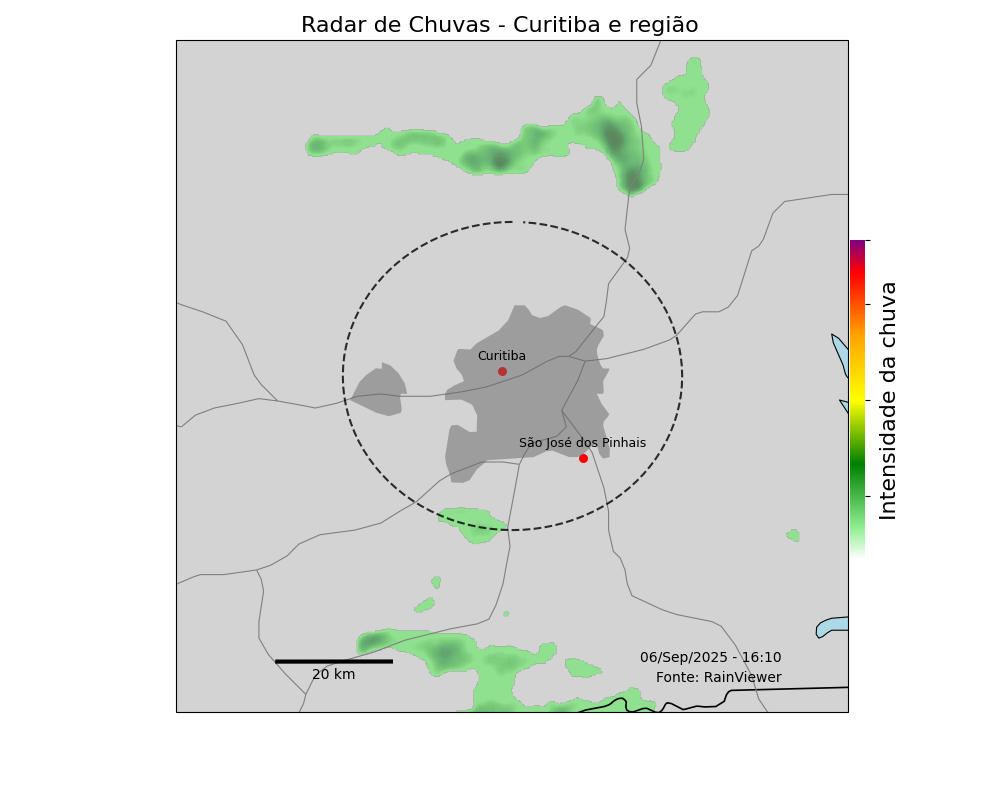 Radar de Chuvas - Curitiba e região
Curitiba
São José dos Pinhais
Intensidade da chuva
06/Sep/2025 - 16:10
Fonte: RainViewer
20 km